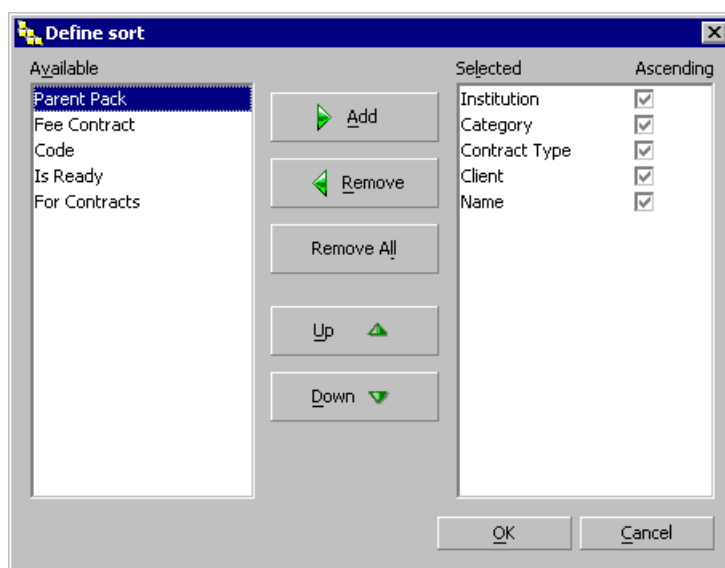 Define sort
Available
Selected Ascending
Parent Pack
Fee Contract
Code
Is Ready
For Contracts
Add
Remove
Remove All
Up
Down
Institution
Category
Contract Type
Client
Name
OK
Cancel